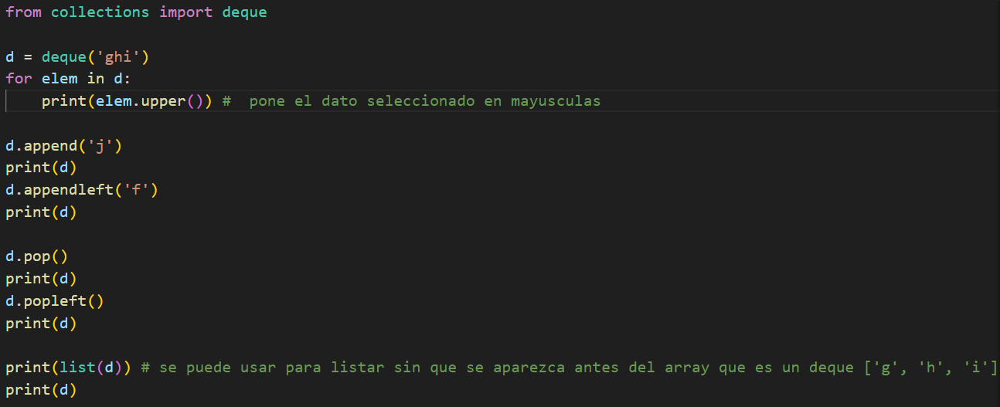 from collections import deque
d = deque('ghi')
for elem in d:
    print(elem.upper()) #  pone el dato seleccionado en mayusculas
d.append('j')
print(d)
d.appendleft('f')
print(d)
d.pop()
print(d)
d.popleft()
print(d)
print(list(d)) # se puede usar para listar sin que se aparezca antes del array que es un deque ['g', 'h', 'i']
print(d)